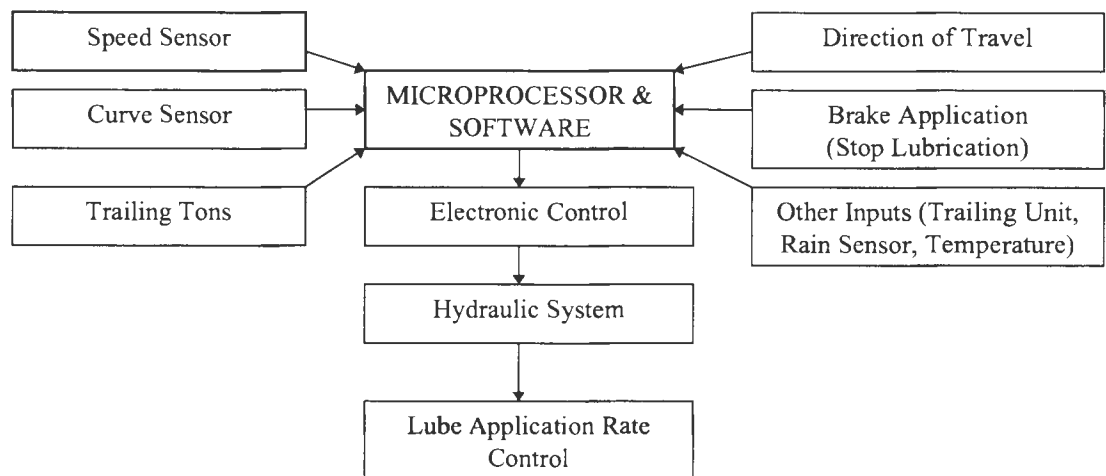 Speed Sensor
Direction of Travel
MICROPROCESSOR &
SOFTWARE
Curve Sensor
Brake Application
(Stop Lubrication)
Trailing Tons
Electronic Control
Other Inputs (Trailing Unit,
Rain Sensor, Temperature)
Hydraulic System
Lube Application Rate
Control